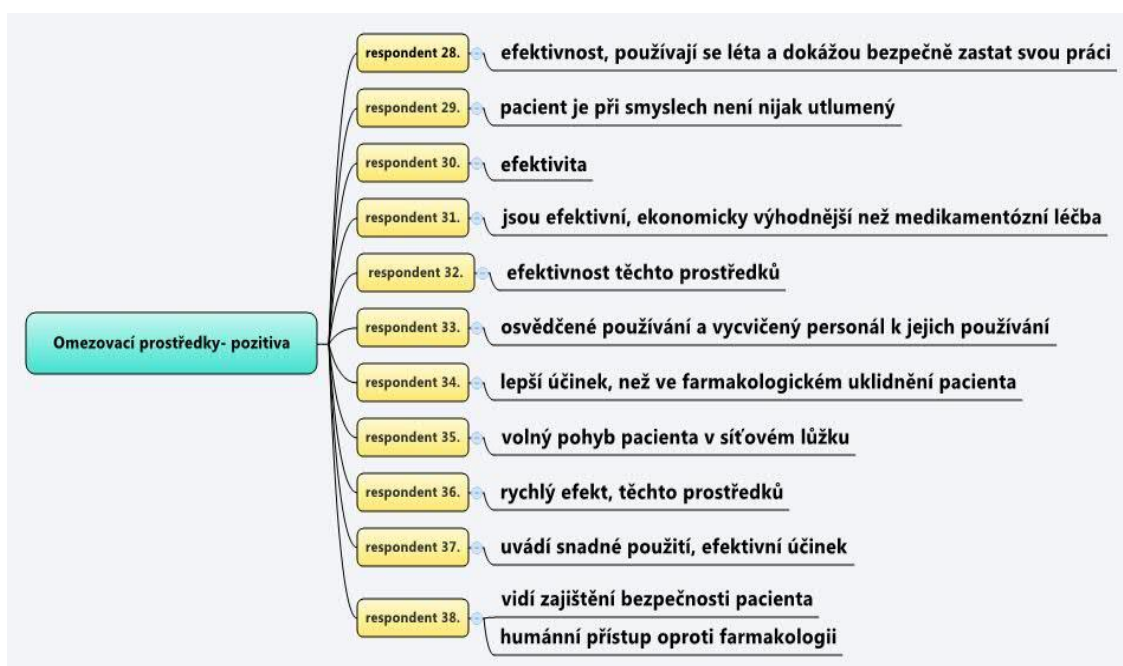 respondent 28. efektivnost, používají se léta a dokážou bezpečně zastat svou práci
respondent 29. pacient je při smyslech není nijak utlumený
respondent 30. efektivita
respondent 31. jsou efektivní, ekonomicky výhodnější než medikamentózní léčba
respondent 32. efektivnost těchto prostředků
Omezovací prostředky- pozitiva
respondent 33. osvědčené používání a vycvičený personál k jejich používání
respondent 34. lepší účinek, než ve farmakologickém uklidnění pacienta
respondent 35. volný pohyb pacienta v síťovém lůžku
respondent 36. rychlý efekt, těchto prostředků
respondent 37. uvádí snadné použití, efektivní účinek
respondent 38. vidí zajištění bezpečnosti pacienta
humánní přístup oproti farmakologii